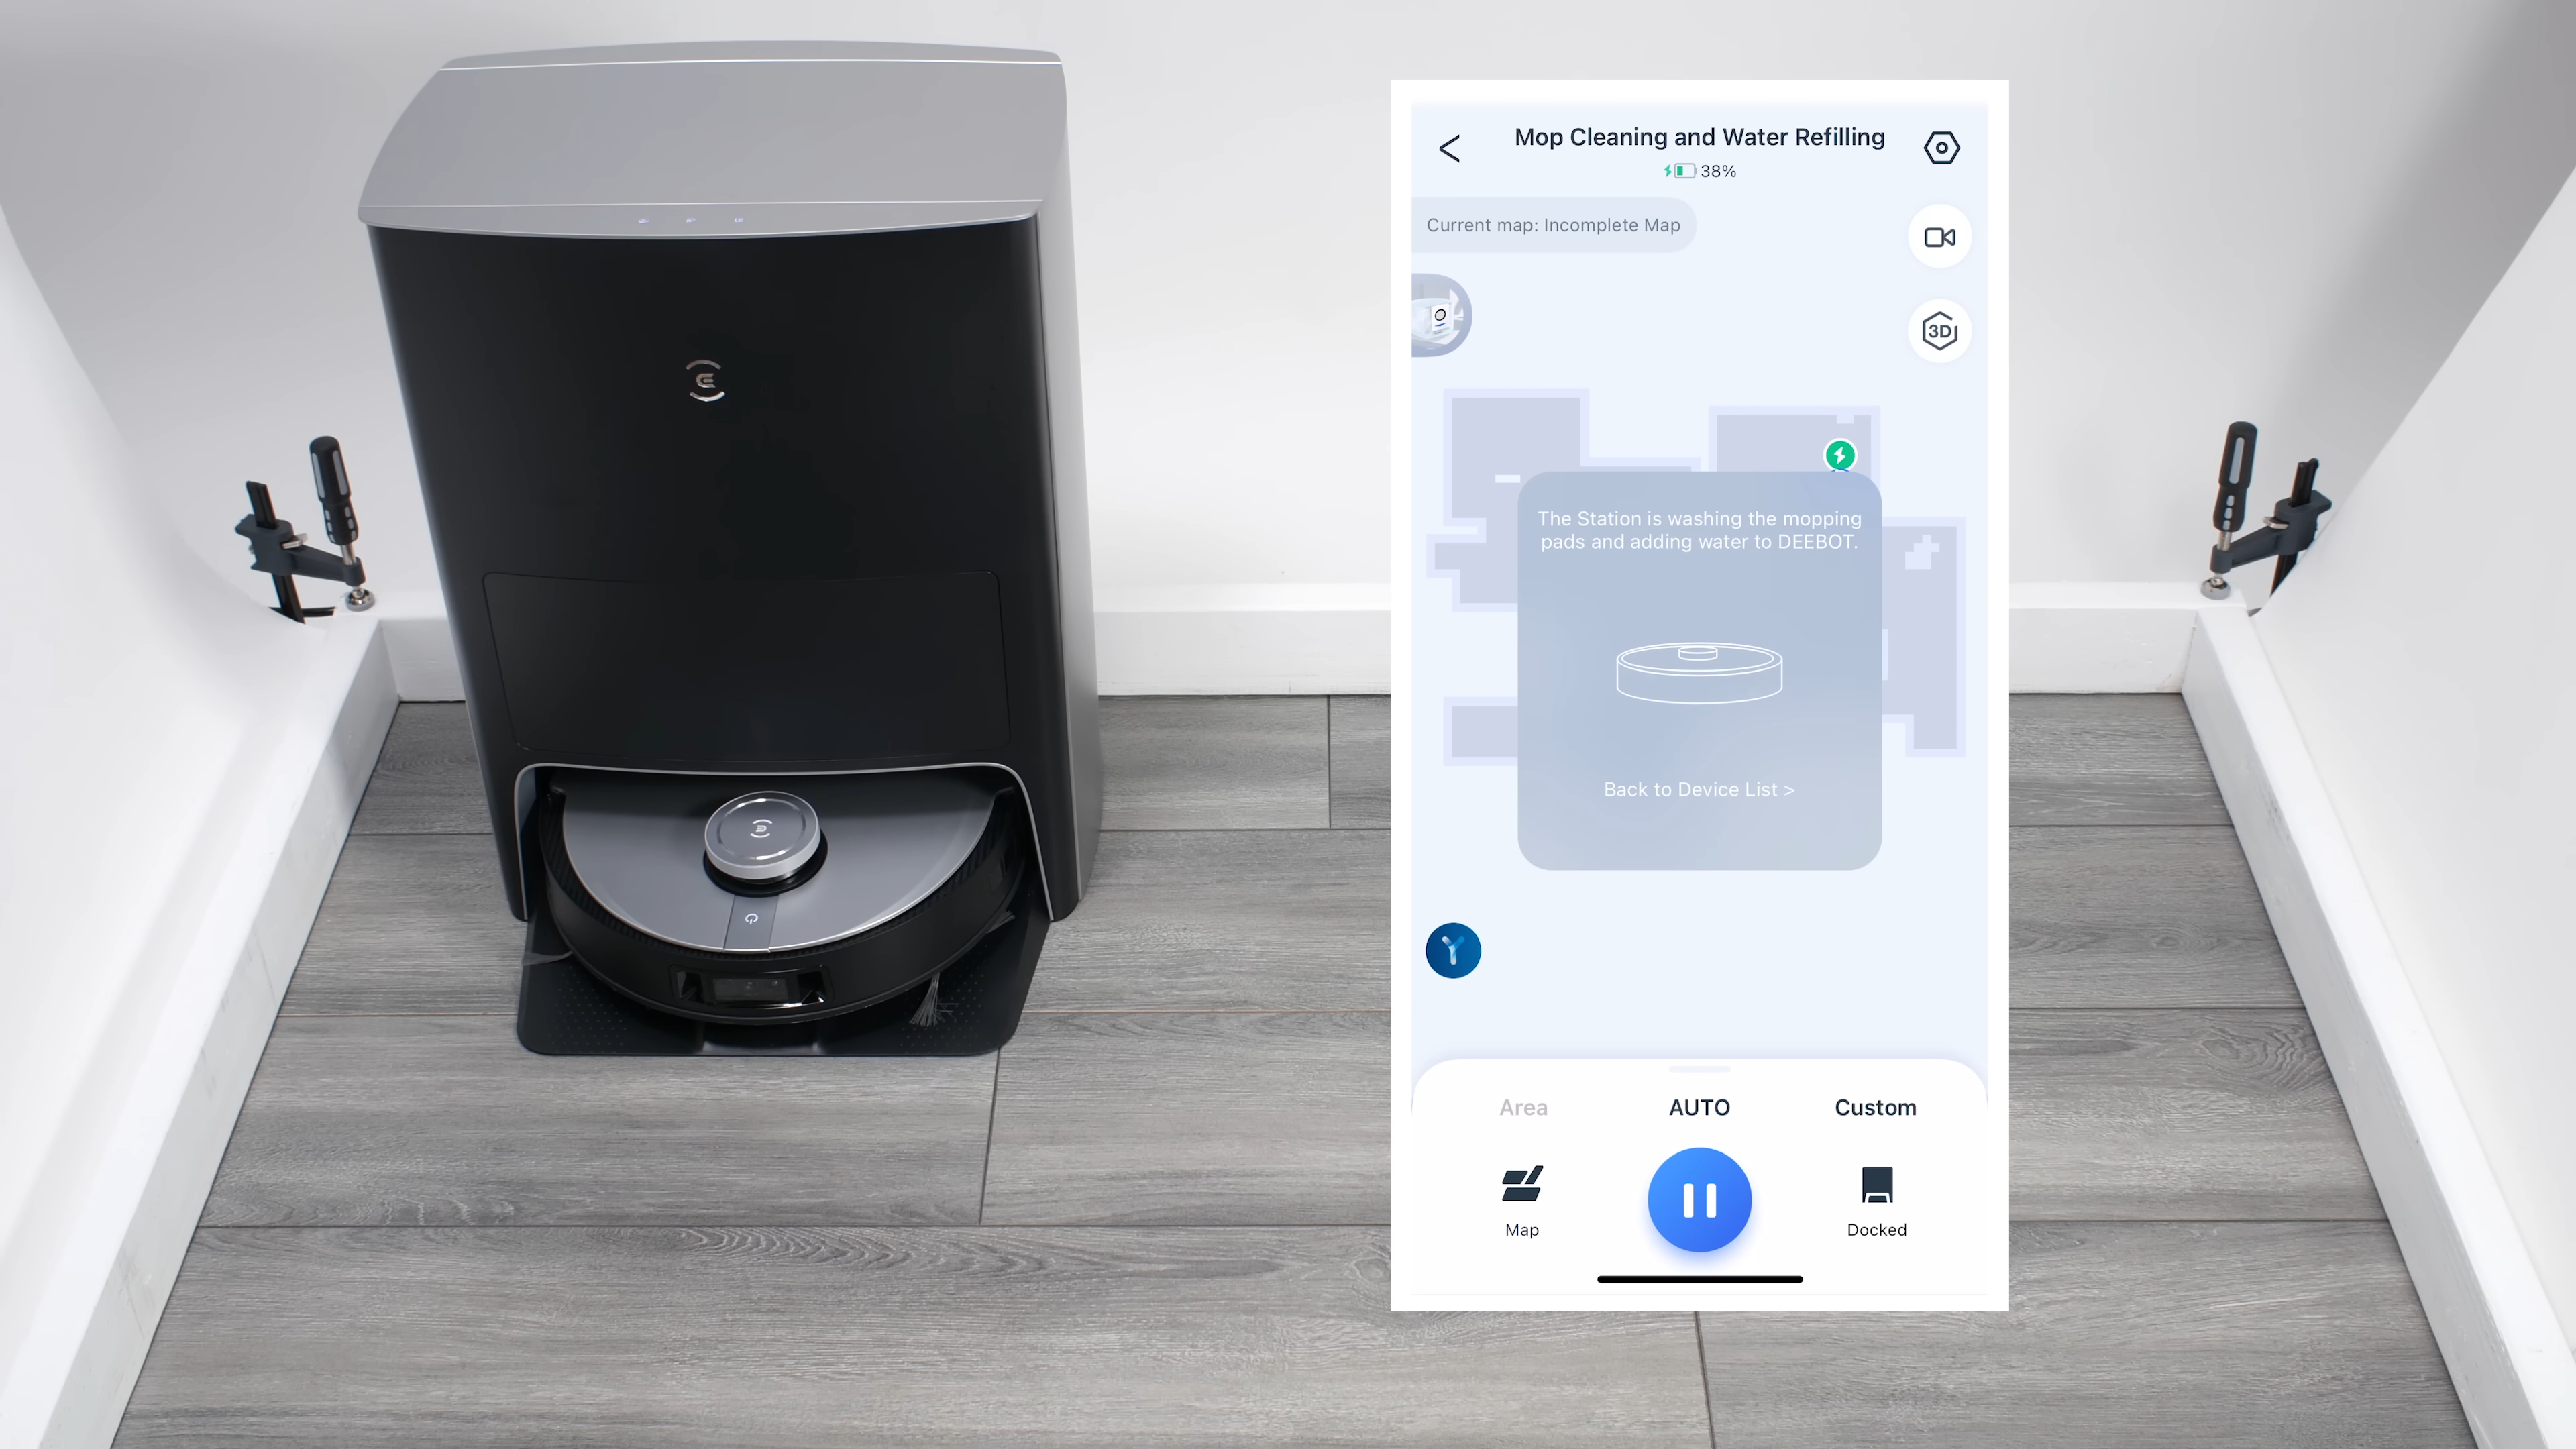 Mop Cleaning and Water Refilling
38%
Current map: Incomplete Map
3D
The Station is washing the mopping
pads and adding water to DEEBOT.
Back to Device List >
Area
AUTO
Custom
Map
Docked